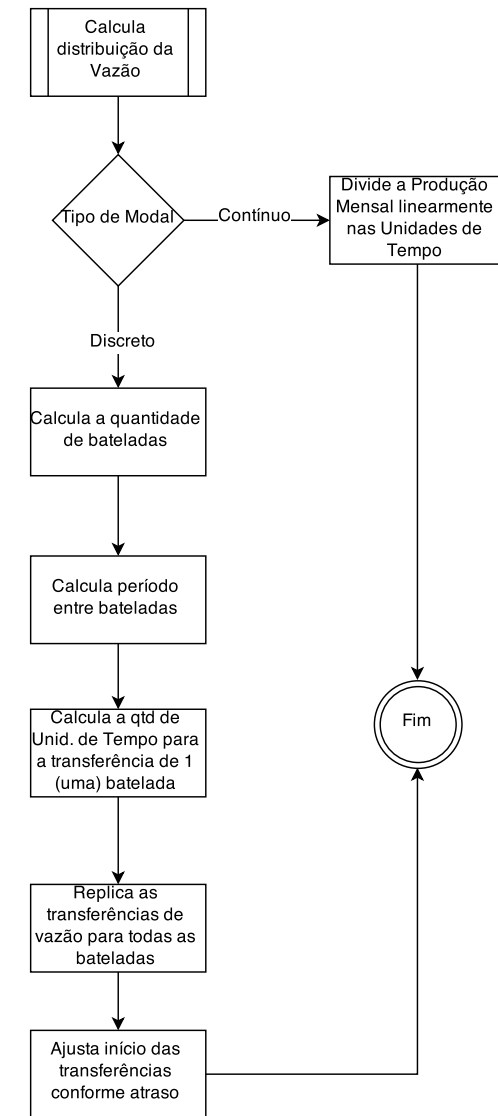 Calcula
distribuição da
Vazão
Tipo de Modal
Contínuo
Divide a Produção
Mensal linearmente
nas Unidades de
Tempo
Discreto
Calcula a quantidade
de bateladas
Calcula período
entre bateladas
Calcula a qtd de
Unid. de Tempo para
a transferência de 1
(uma) batelada
Fim
Replica as
transferências de
vazão para todas as
bateladas
Ajusta início das
transferências
conforme atraso